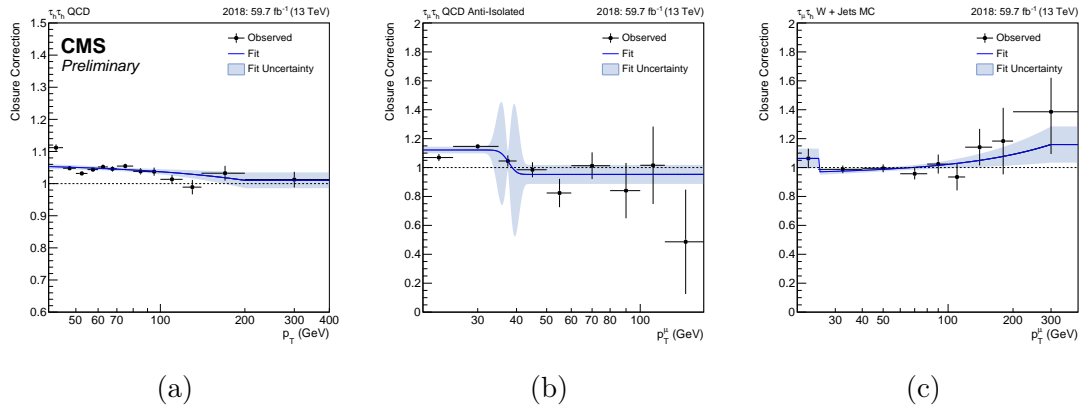 τₕτₕ QCD 2018: 59.7 fb⁻¹ (13 TeV)
CMS
Preliminary
Observed
Fit
Fit Uncertainty
Closure Correction
1.5
1.4
1.3
1.2
1.1
1
0.9
0.8
0.7
0.6
50 60 70 100 200 300 400
p_T (GeV)
(a)
τ_μτₕ QCD Anti-Isolated 2018: 59.7 fb⁻¹ (13 TeV)
Observed
Fit
Fit Uncertainty
Closure Correction
2
1.8
1.6
1.4
1.2
1
0.8
0.6
0.4
0.2
0
30 40 50 60 70 80 100
p_T^μ (GeV)
(b)
τ_μτₕ W + Jets MC 2018: 59.7 fb⁻¹ (13 TeV)
Observed
Fit
Fit Uncertainty
Closure Correction
2
1.8
1.6
1.4
1.2
1
0.8
0.6
0.4
0.2
0
30 40 50 100 200 300
p_T^μ (GeV)
(c)